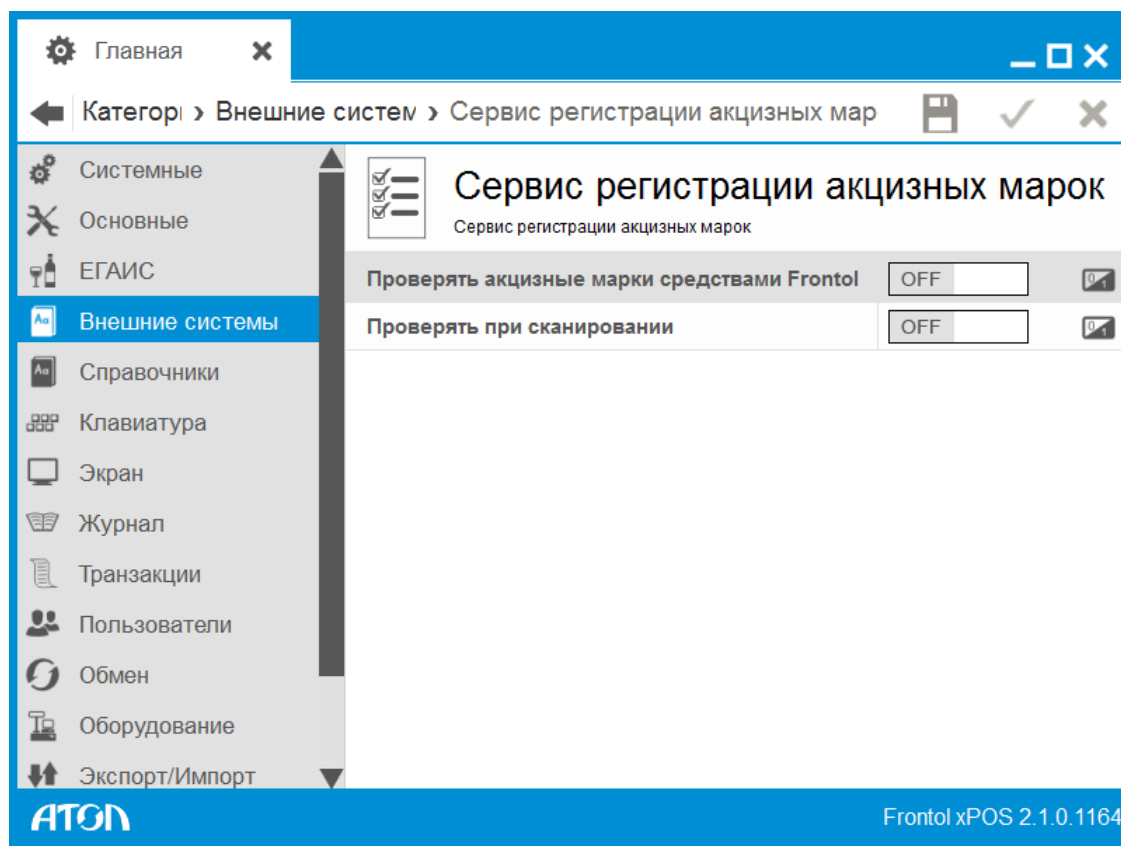 Главная
Категори › Внешние систем › Сервис регистрации акцизных мар
Системные
Основные
ЕГАИС
Внешние системы
Справочники
Клавиатура
Экран
Журнал
Транзакции
Пользователи
Обмен
Оборудование
Экспорт/Импорт
Сервис регистрации акцизных марок
Сервис регистрации акцизных марок
Проверять акцизные марки средствами Frontol OFF
Проверять при сканировании OFF
АТОЛ
Frontol xPOS 2.1.0.1164